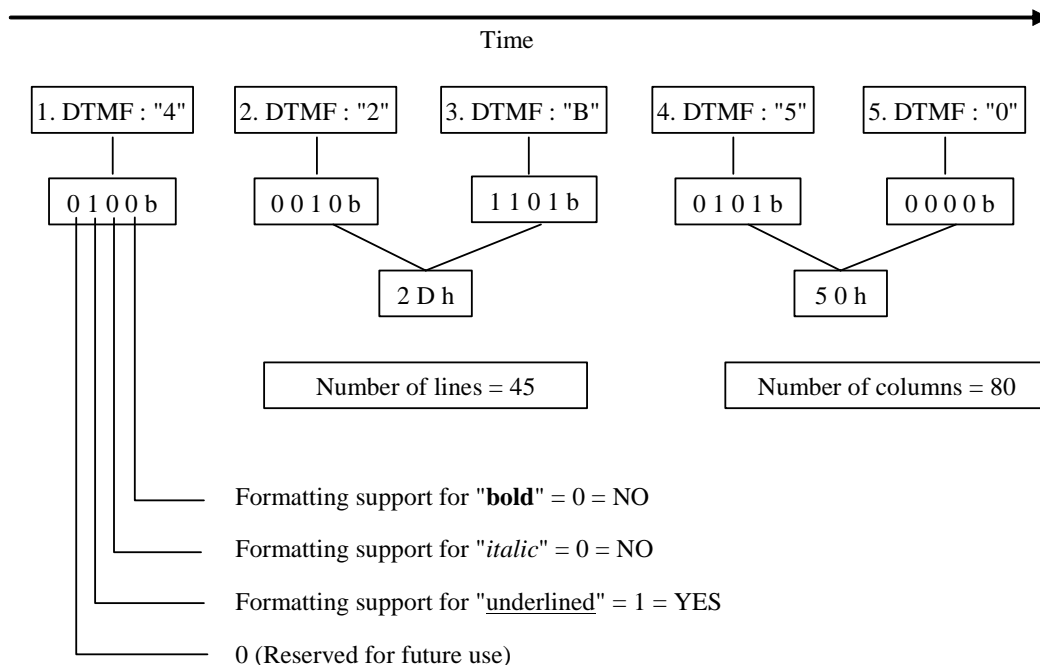 Time
1. DTMF : "4"
2. DTMF : "2"
3. DTMF : "B"
4. DTMF : "5"
5. DTMF : "0"
0 1 0 0 b
0 0 1 0 b
1 1 0 1 b
0 1 0 1 b
0 0 0 0 b
2 D h
5 0 h
Number of lines = 45
Number of columns = 80
Formatting support for "bold" = 0 = NO
Formatting support for "italic" = 0 = NO
Formatting support for "underlined" = 1 = YES
0 (Reserved for future use)